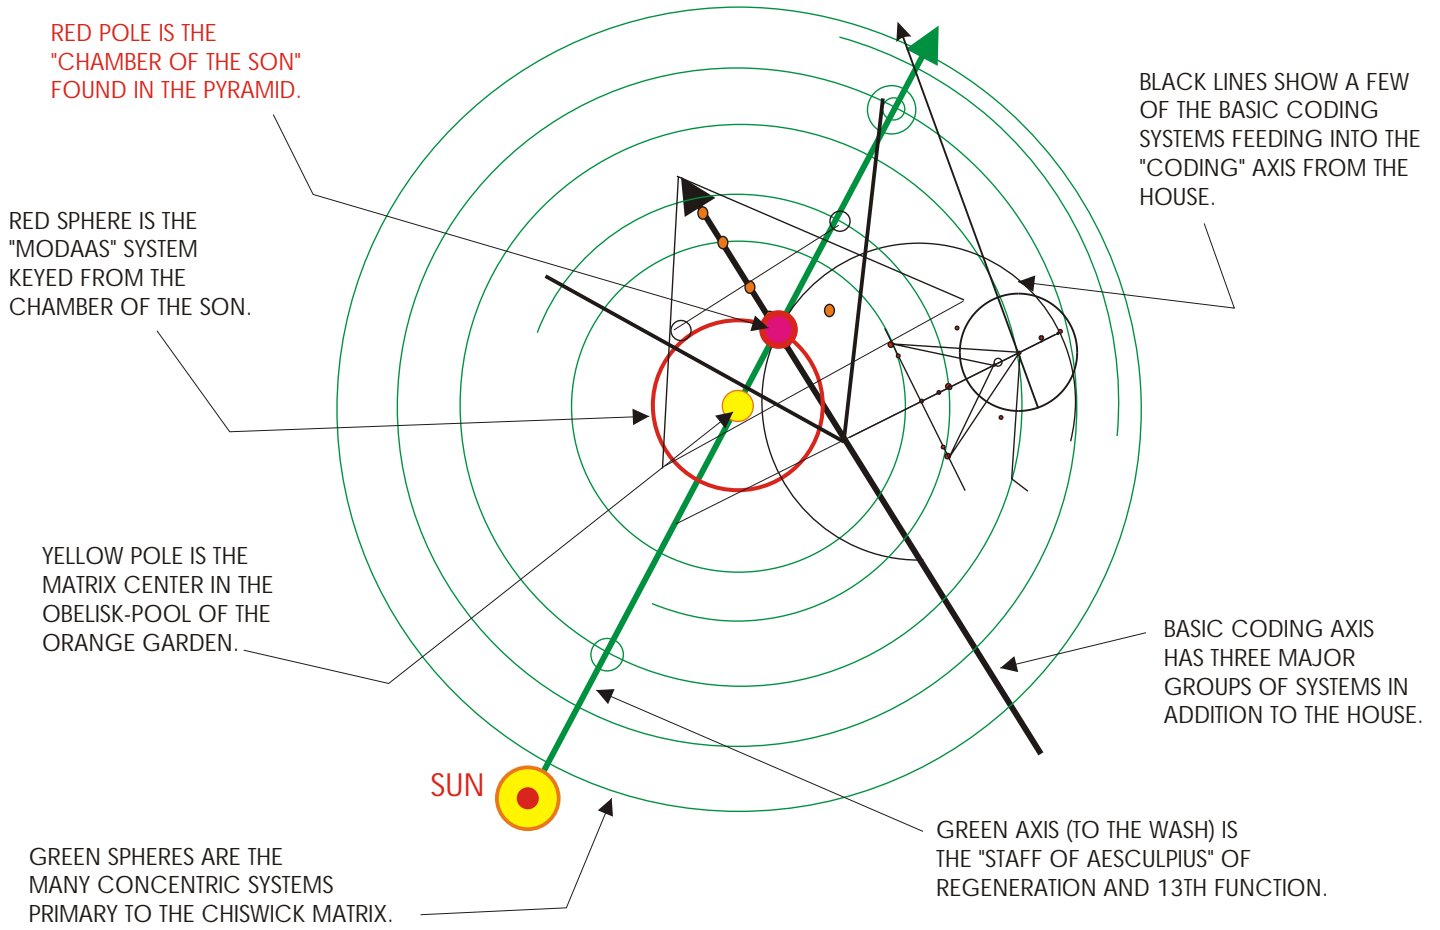 RED POLE IS THE
"CHAMBER OF THE SON"
FOUND IN THE PYRAMID.
BLACK LINES SHOW A FEW
OF THE BASIC CODING
SYSTEMS FEEDING INTO THE
"CODING" AXIS FROM THE
HOUSE.
RED SPHERE IS THE
"MODAAS" SYSTEM
KEYED FROM THE
CHAMBER OF THE SON.
YELLOW POLE IS THE
MATRIX CENTER IN THE
OBELISK-POOL OF THE
ORANGE GARDEN.
BASIC CODING AXIS
HAS THREE MAJOR
GROUPS OF SYSTEMS IN
ADDITION TO THE HOUSE.
SUN
GREEN AXIS (TO THE WASH) IS
THE "STAFF OF AESCULPIUS" OF
REGENERATION AND 13TH FUNCTION.
GREEN SPHERES ARE THE
MANY CONCENTRIC SYSTEMS
PRIMARY TO THE CHISWICK MATRIX.